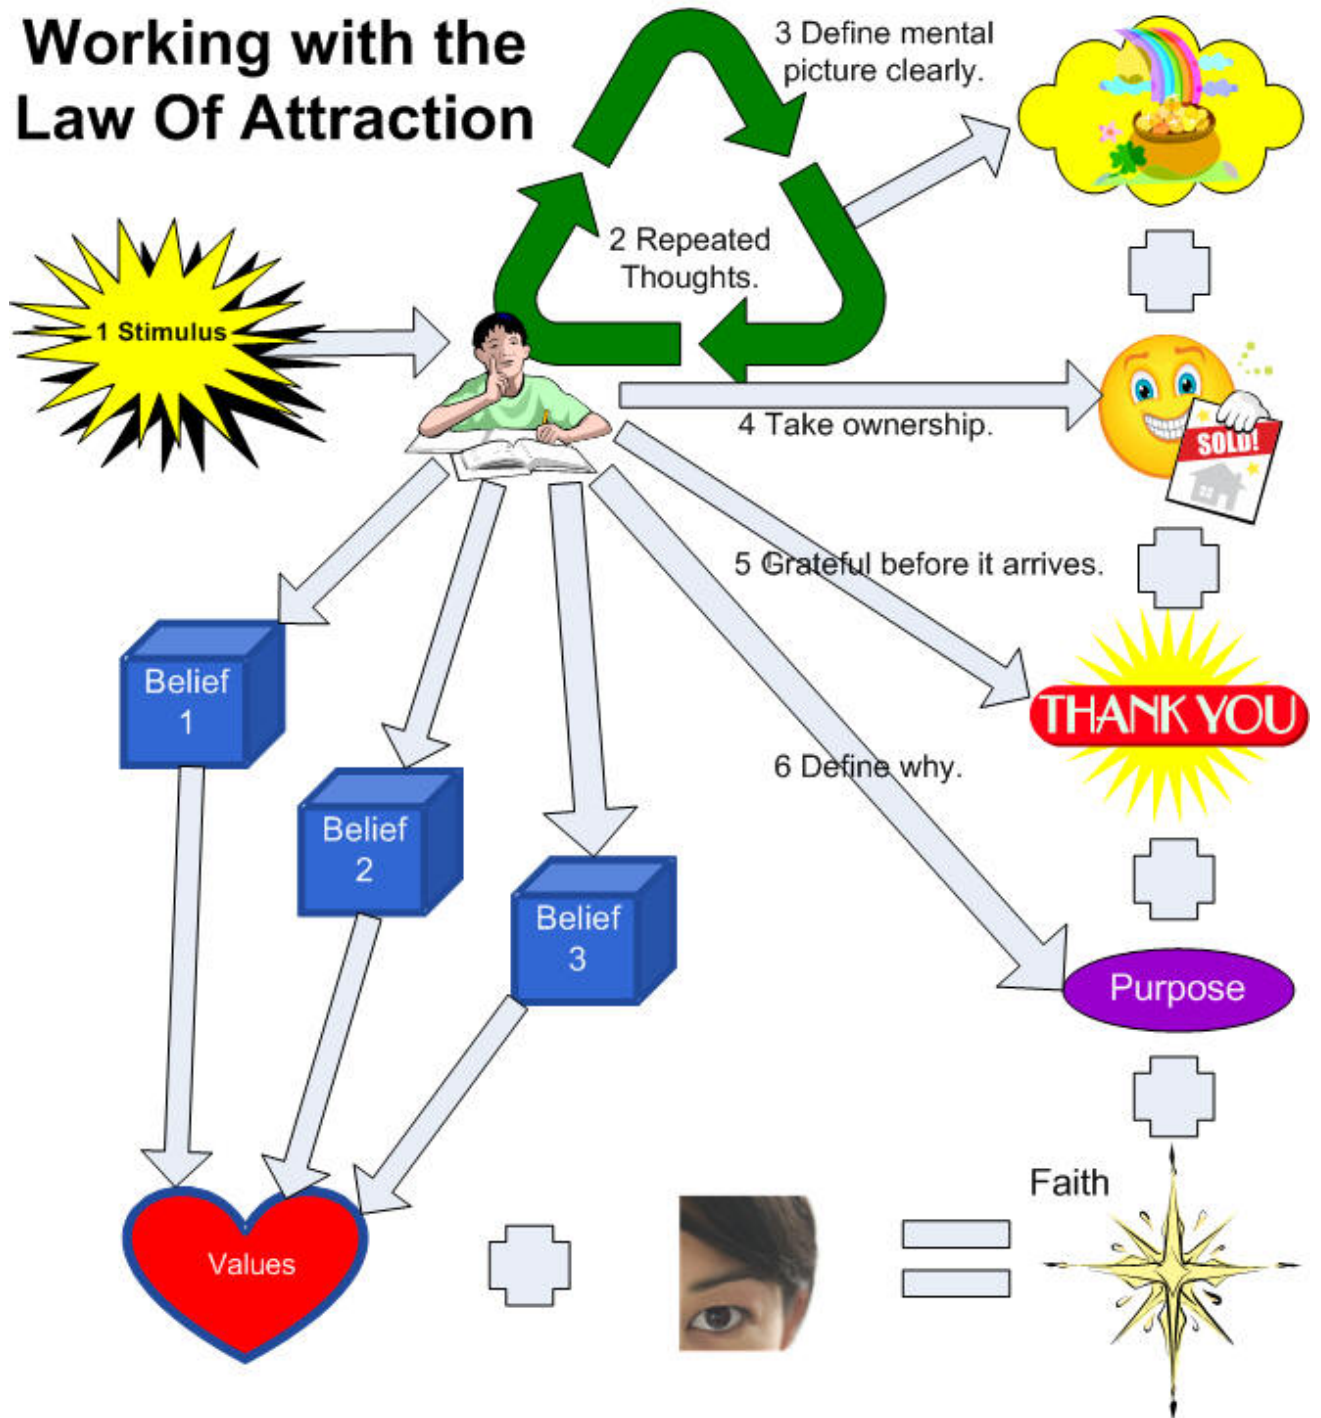 Working with the
Law Of Attraction
3 Define mental
picture clearly.
2 Repeated
Thoughts.
1 Stimulus
4 Take ownership.
SOLD!
5 Grateful before it arrives.
Belief
1
THANK YOU
6 Define why.
Belief
2
Belief
3
Purpose
Faith
Values